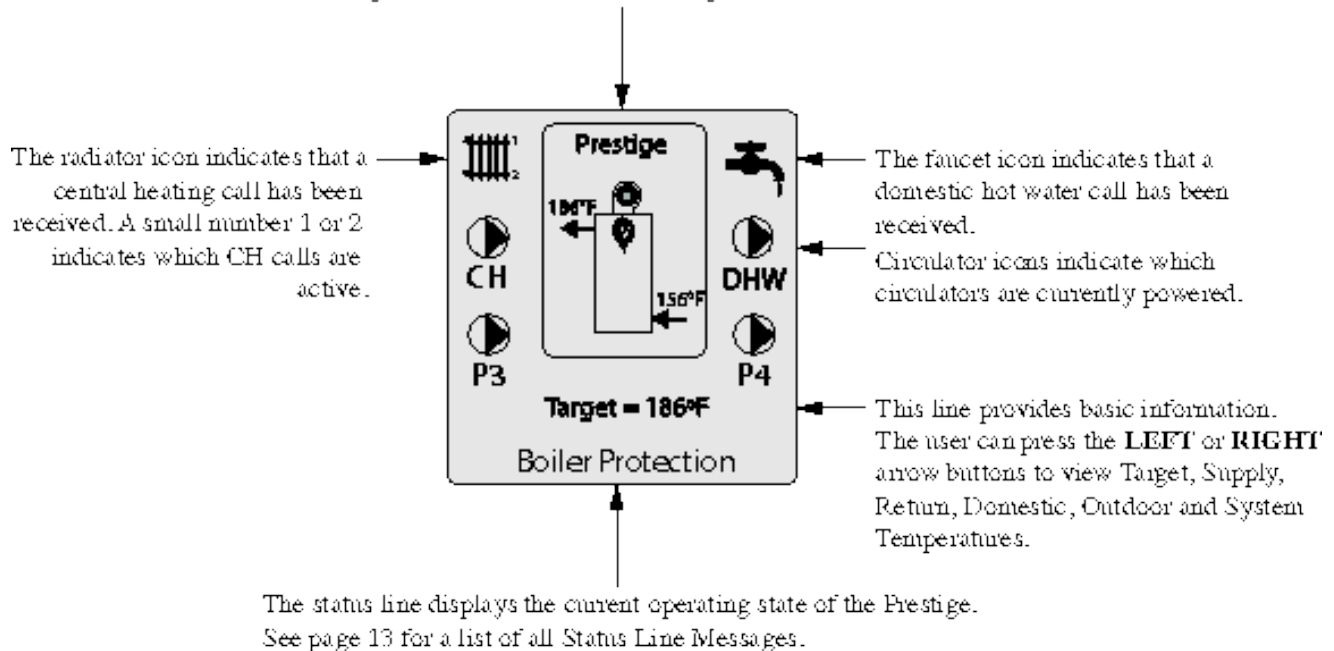 The radiator icon indicates that a
central heating call has been
received. A small number 1 or 2
indicates which CH calls are
active.
1
2
CH
P3
Prestige
186°F
156°F
DHW
P4
Target = 186°F
Boiler Protection
The faucet icon indicates that a
domestic hot water call has been
received.
Circulator icons indicate which
circulators are currently powered.
This line provides basic information.
The user can press the LEFT or RIGHT
arrow buttons to view Target, Supply,
Return, Domestic, Outdoor and System
Temperatures.
The status line displays the current operating state of the Prestige.
See page 13 for a list of all Status Line Messages.